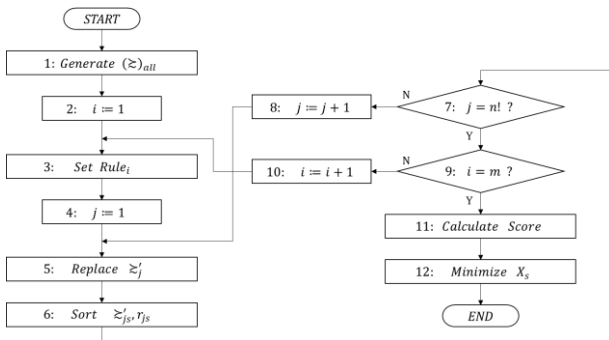 START
1: Generate (≿)all
2: i ≔ 1
3: Set Rulei
4: j ≔ 1
5: Replace ≿′j
6: Sort ≿′js, rjs
7: j = n! ?
N
Y
8: j ≔ j + 1
9: i = m ?
N
Y
10: i ≔ i + 1
11: Calculate Score
12: Minimize Xs
END